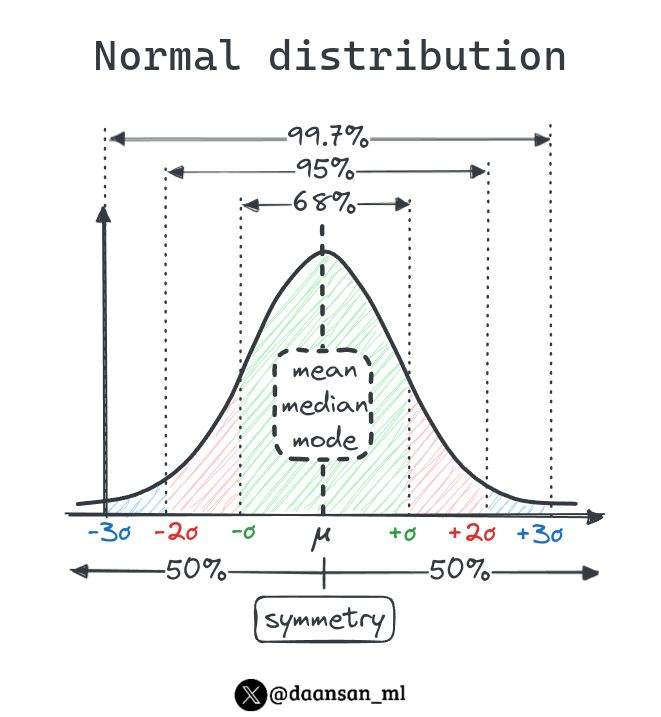 Normal distribution
99.7%
95%
68%
mean
median
mode
-3σ -2σ -σ μ +σ +2σ +3σ
50% 50%
symmetry
@daansan_ml